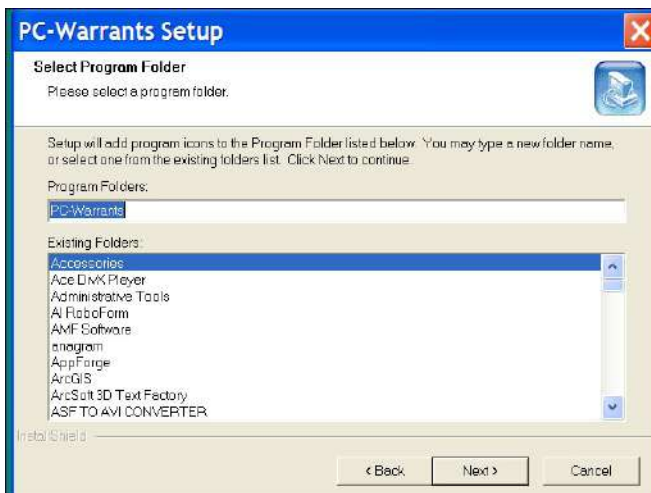 PC-Warrants Setup
Select Program Folder
Please select a program folder.
Setup will add program icons to the Program Folder listed below. You may type a new folder name,
or select one from the existing folders list. Click Next to continue.
Program Folders:
PC-Warrants
Existing Folders:
Accessories
Ace DivX Player
Administrative Tools
AI RoboForm
AMF Software
anagram
AppForge
ArcGIS
ArcSoft 3D Text Factory
ASF TO AVI CONVERTER
InstallShield
< Back
Next >
Cancel